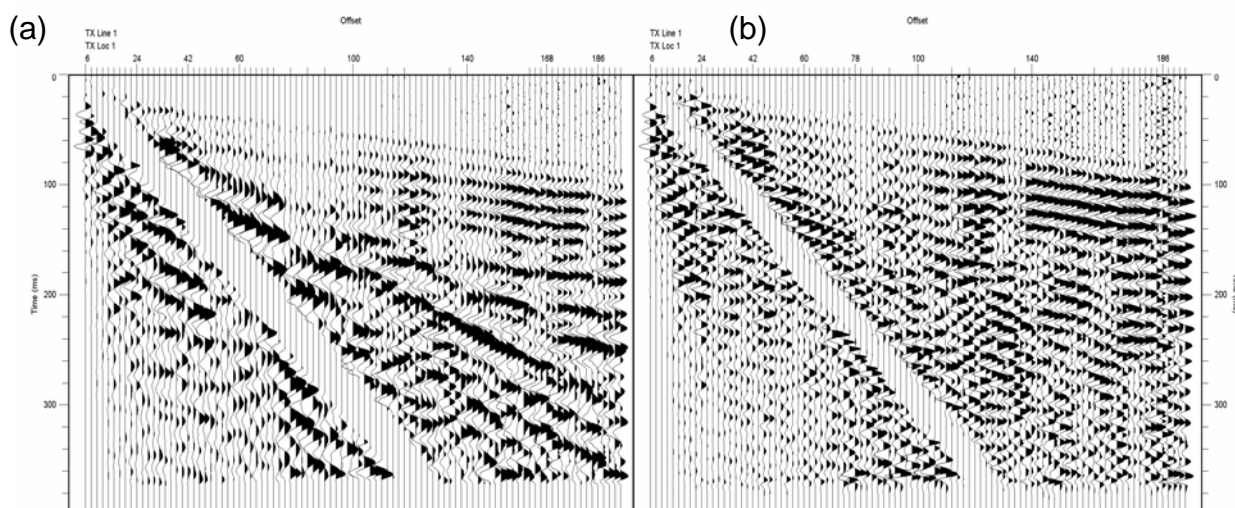 (a)
Offset
TX Line 1
TX Loc 1
6 24 42 60 100 140 168 186
0
100
200
300
Time (ms)
(b)
Offset
TX Line 1
TX Loc 1
6 24 42 60 78 100 140 186
0
100
200
300